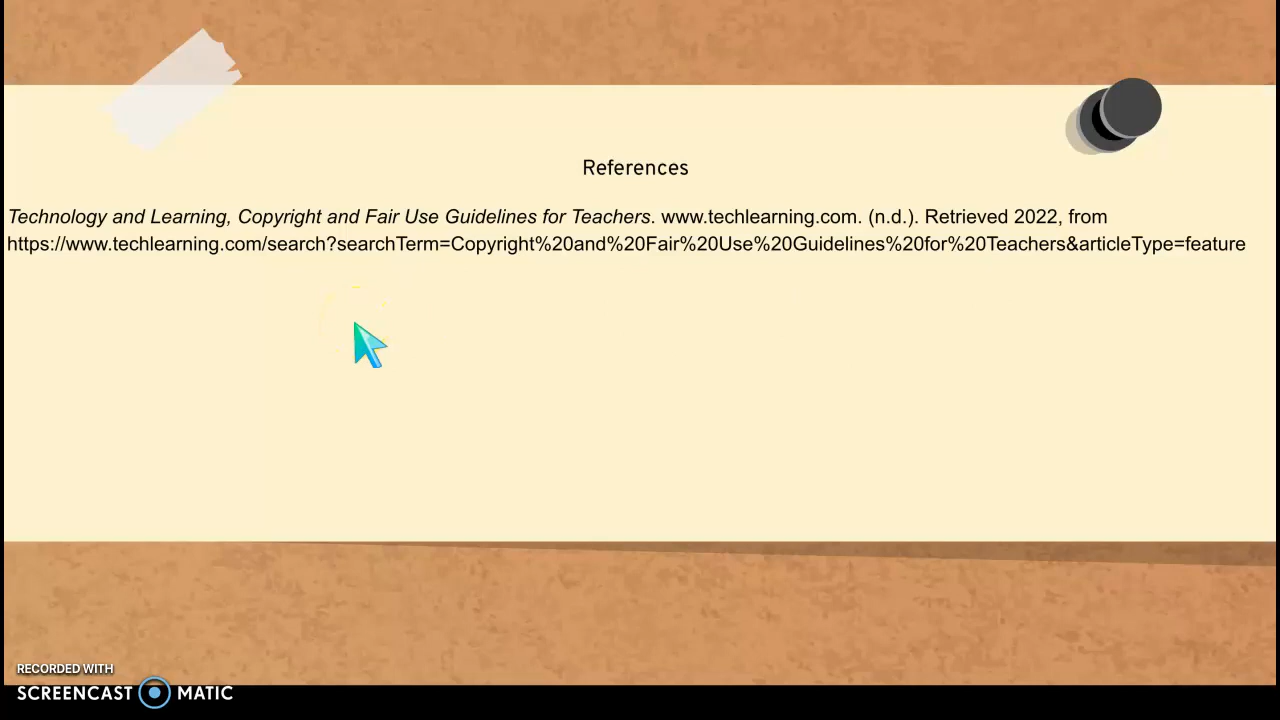 References
Technology and Learning, Copyright and Fair Use Guidelines for Teachers. www.techlearning.com. (n.d.). Retrieved 2022, from
https://www.techlearning.com/search?searchTerm=Copyright%20and%20Fair%20Use%20Guidelines%20for%20Teachers&articleType=feature
RECORDED WITH
SCREENCAST MATIC